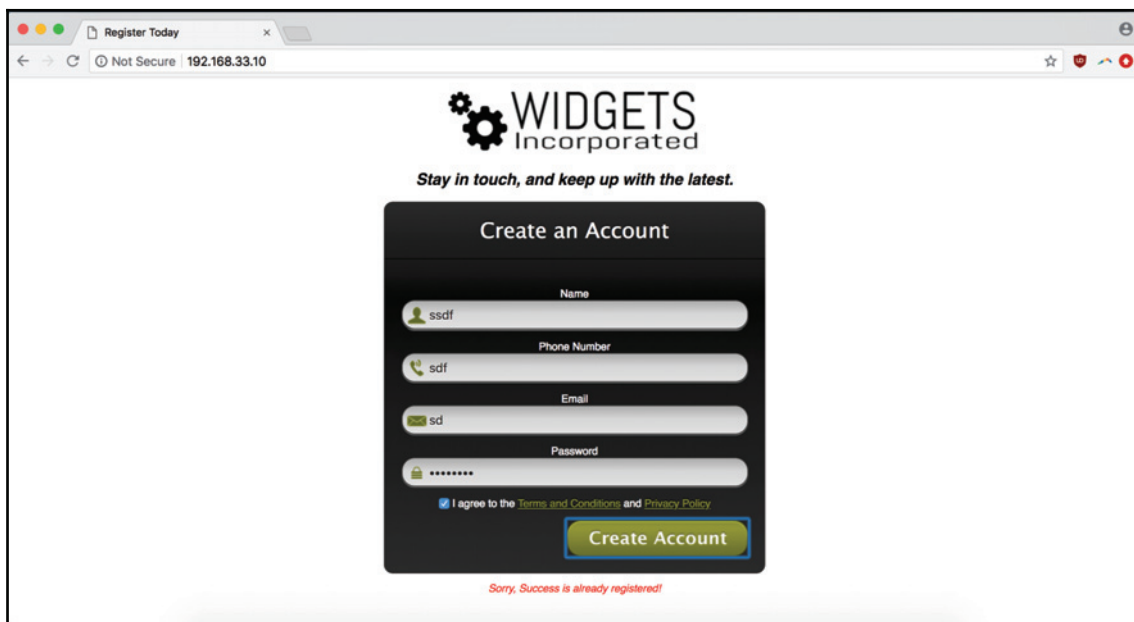 Register Today
Not Secure 192.168.33.10
WIDGETS
Incorporated
Stay in touch, and keep up with the latest.
Create an Account
Name
ssdf
Phone Number
sdf
Email
sd
Password
••••••••
I agree to the Terms and Conditions and Privacy Policy
Create Account
Sorry, Success is already registered!